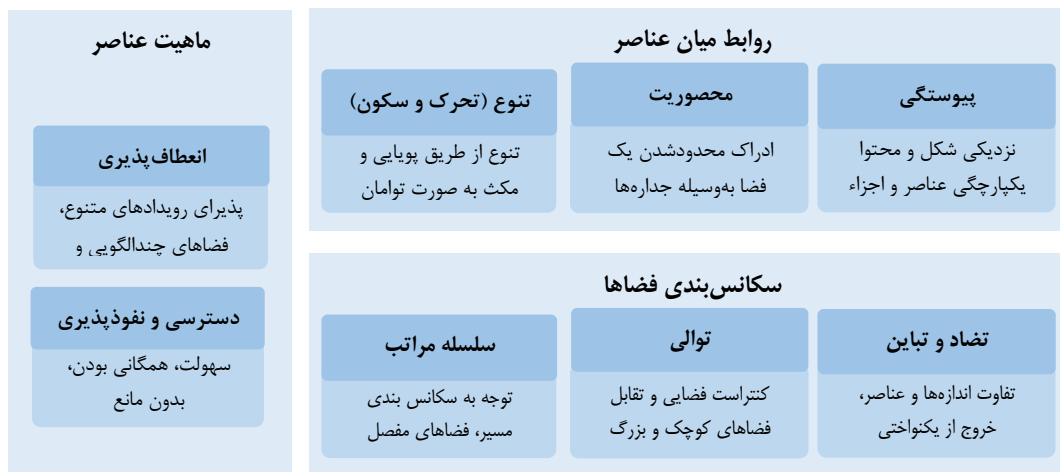 روابط میان عناصر
پیوستگی
نزدیکی شکل و محتوا
یکپارچگی عناصر و اجزاء
محصوریت
ادراک محدودشدن یک
فضا به‌وسیله جداره‌ها
تنوع (تحرک و سکون)
تنوع از طریق پویایی و
مکث به صورت توامان
سکانس‌بندی فضاها
تضاد و تباین
تفاوت اندازه‌ها و عناصر،
خروج از یکنواختی
توالی
کنتراست فضایی و تقابل
فضاهای کوچک و بزرگ
سلسله مراتب
توجه به سکانس بندی
مسیر، فضاهای مفصل
ماهیت عناصر
انعطاف‌پذیری
پذیرای رویدادهای متنوع،
فضاهای چندالگویی و
دسترسی و نفوذپذیری
سهولت، همگانی بودن،
بدون مانع